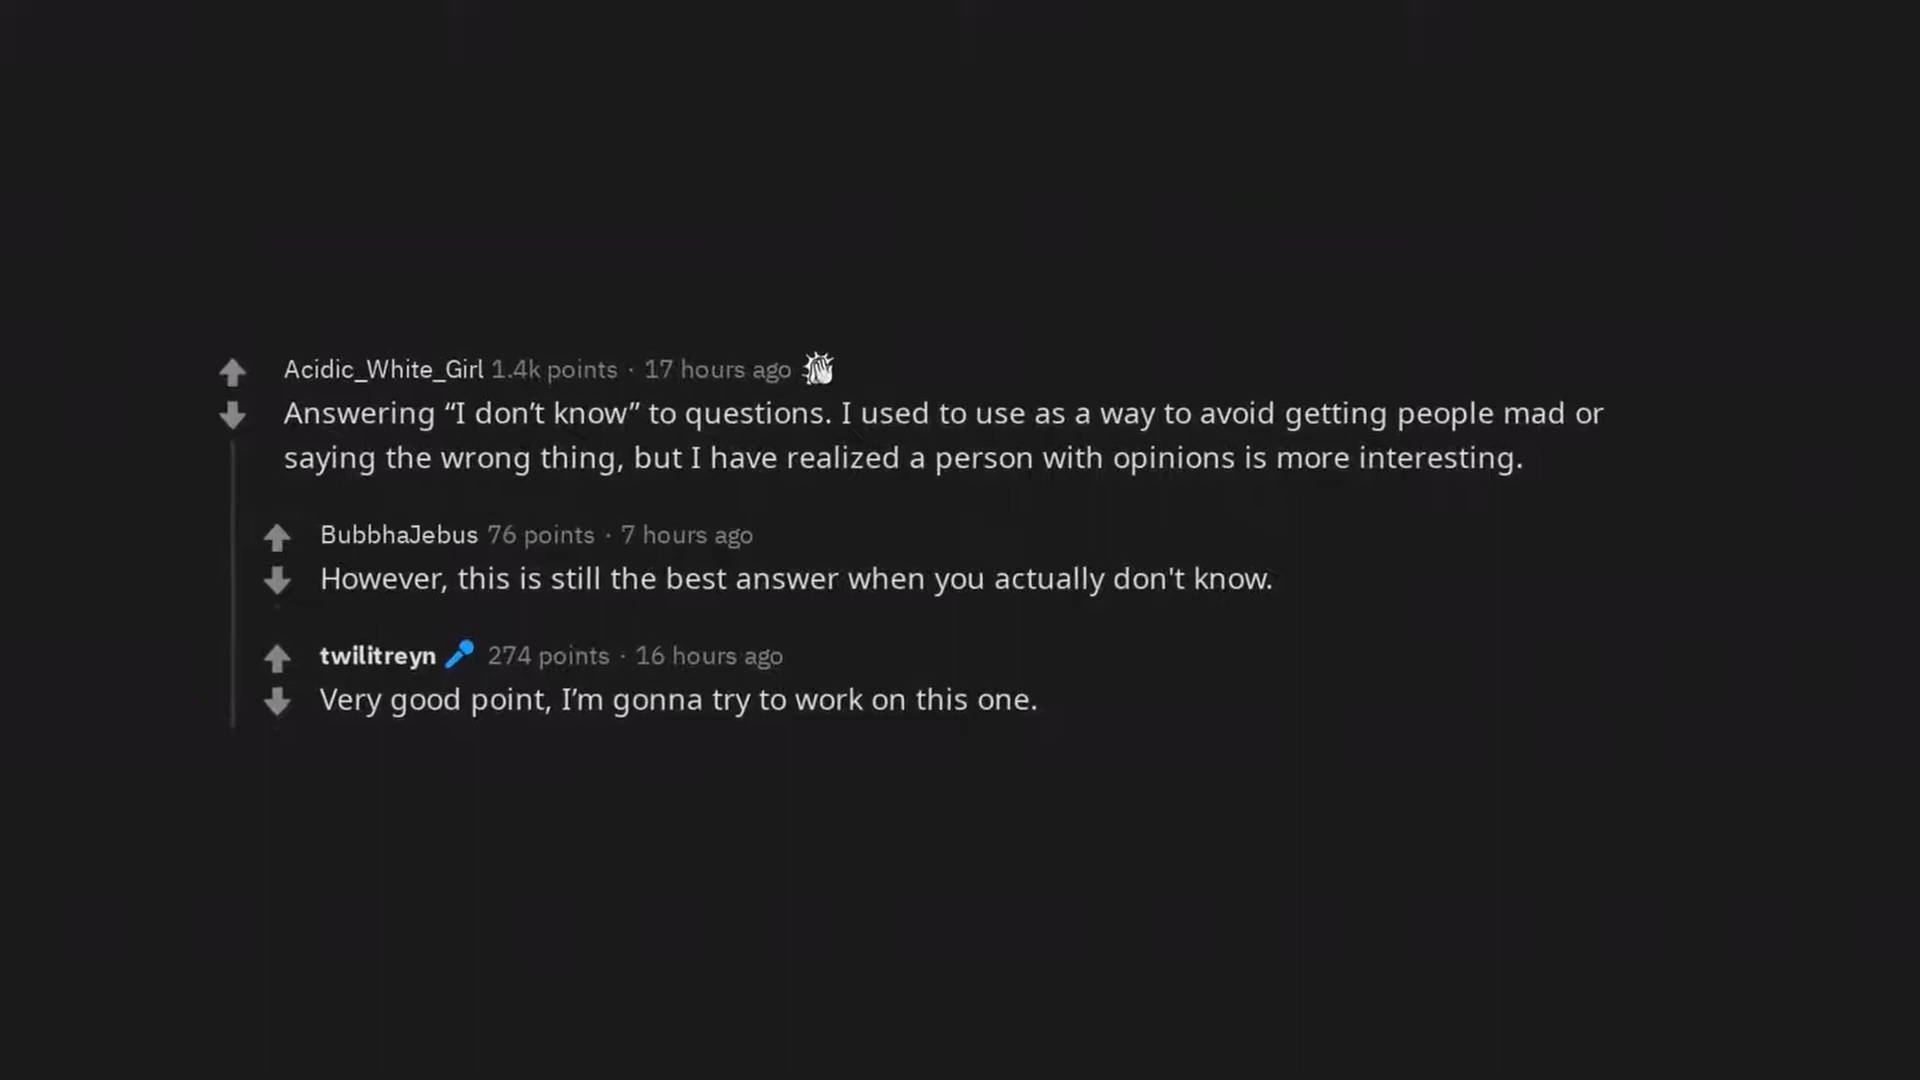 Acidic_White_Girl 1.4k points · 17 hours ago
Answering “I don’t know” to questions. I used to use as a way to avoid getting people mad or
saying the wrong thing, but I have realized a person with opinions is more interesting.
BubbhaJebus 76 points · 7 hours ago
However, this is still the best answer when you actually don't know.
twilitreyn 274 points · 16 hours ago
Very good point, I’m gonna try to work on this one.